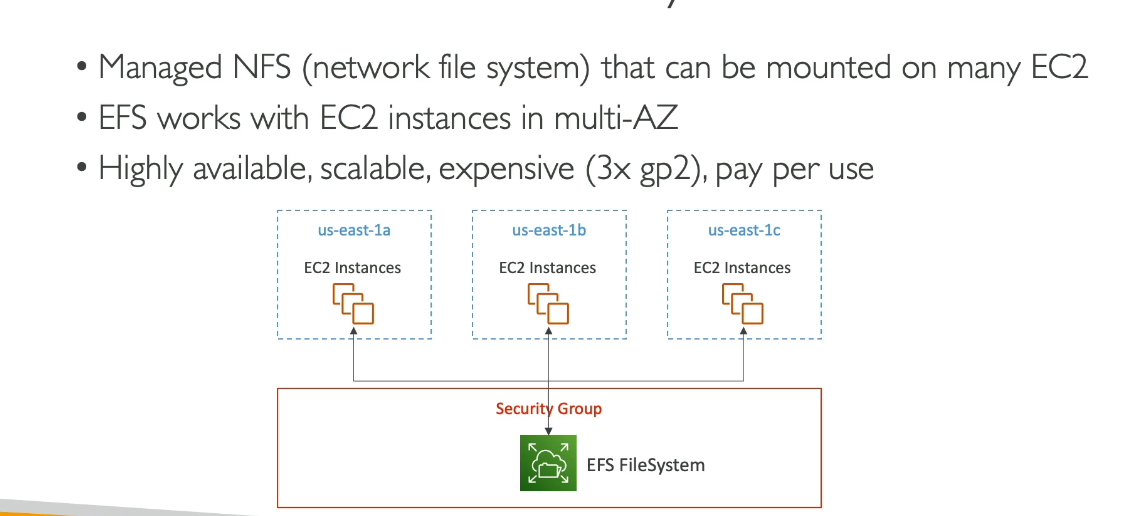 • Managed NFS (network file system) that can be mounted on many EC2
• EFS works with EC2 instances in multi-AZ
• Highly available, scalable, expensive (3x gp2), pay per use
us-east-1a
us-east-1b
us-east-1c
EC2 Instances
EC2 Instances
EC2 Instances
Security Group
EFS FileSystem